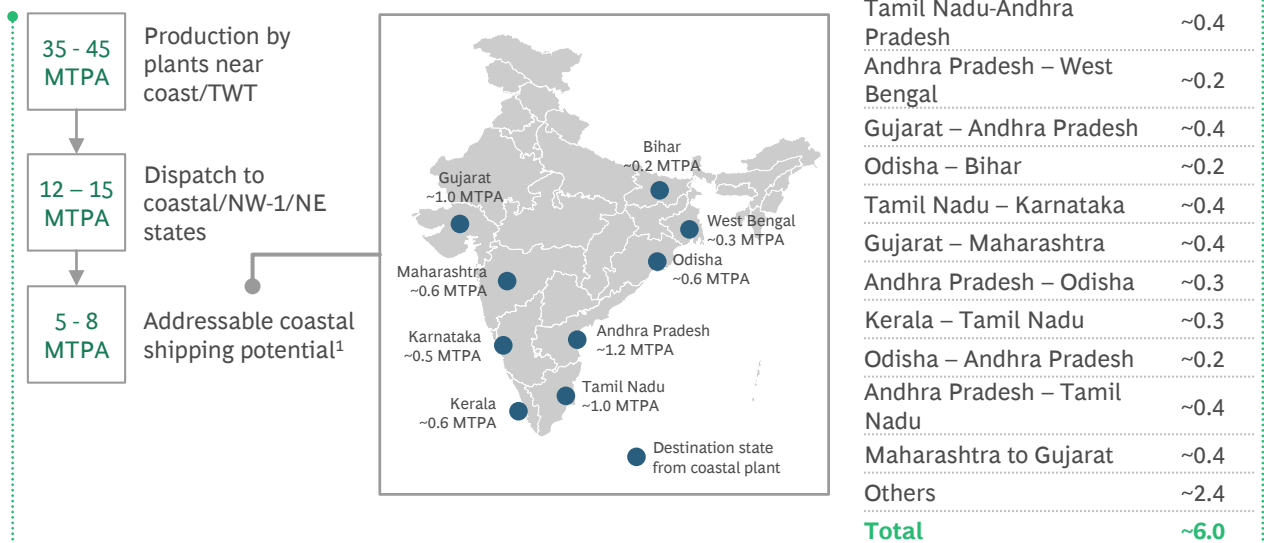 35 - 45
MTPA
Production by
plants near
coast/TWT
12 – 15
MTPA
Dispatch to
coastal/NW-1/NE
states
5 - 8
MTPA
Addressable coastal
shipping potential¹
Bihar
~0.2 MTPA
Gujarat
~1.0 MTPA
West Bengal
~0.3 MTPA
Odisha
~0.6 MTPA
Maharashtra
~0.6 MTPA
Karnataka
~0.5 MTPA
Andhra Pradesh
~1.2 MTPA
Tamil Nadu
~1.0 MTPA
Kerala
~0.6 MTPA
Destination state
from coastal plant
Tamil Nadu-Andhra
Pradesh ~0.4
Andhra Pradesh – West
Bengal ~0.2
Gujarat – Andhra Pradesh ~0.4
Odisha – Bihar ~0.2
Tamil Nadu – Karnataka ~0.4
Gujarat – Maharashtra ~0.4
Andhra Pradesh – Odisha ~0.3
Kerala – Tamil Nadu ~0.3
Odisha – Andhra Pradesh ~0.2
Andhra Pradesh – Tamil
Nadu ~0.4
Maharashtra to Gujarat ~0.4
Others ~2.4
Total ~6.0